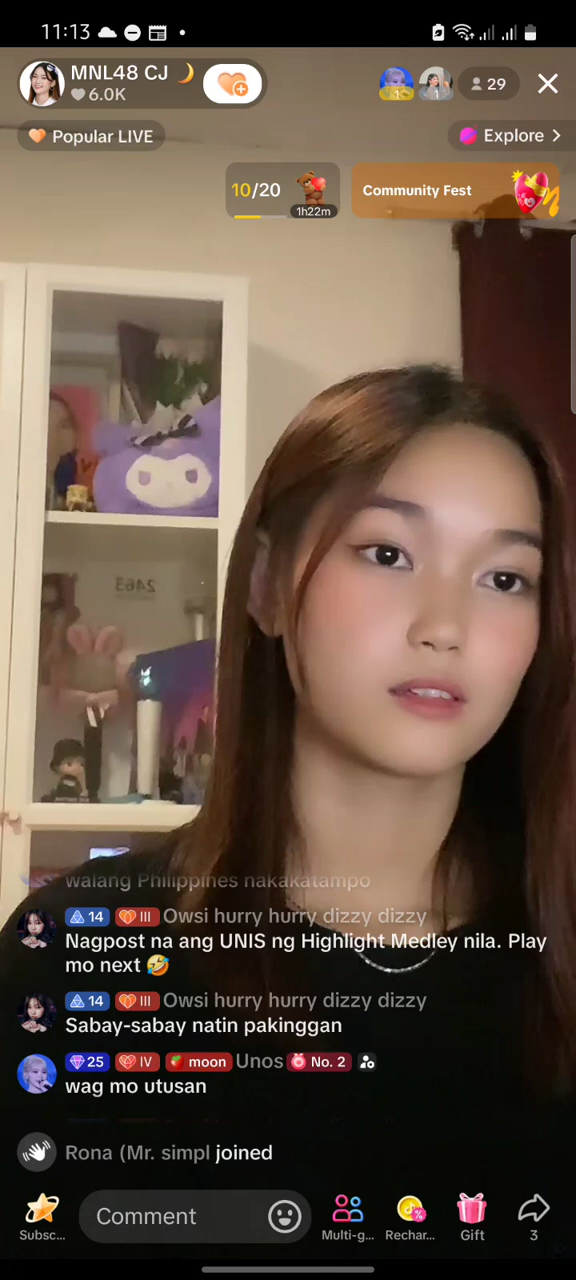 11:13
MNL48 CJ 🌙
6.0K
1
1
29
Popular LIVE
Explore >
10/20
1h22m
Community Fest
2463
walang Philippines nakakatampo
14 III Owsi hurry hurry dizzy dizzy
Nagpost na ang UNIS ng Highlight Medley nila. Play
mo next 🤣
14 III Owsi hurry hurry dizzy dizzy
Sabay-sabay natin pakinggan
25 IV moon Unos No. 2
wag mo utusan
Rona (Mr. simpl joined
Subsc...
Comment
Multi-g...
Rechar...
Gift
3